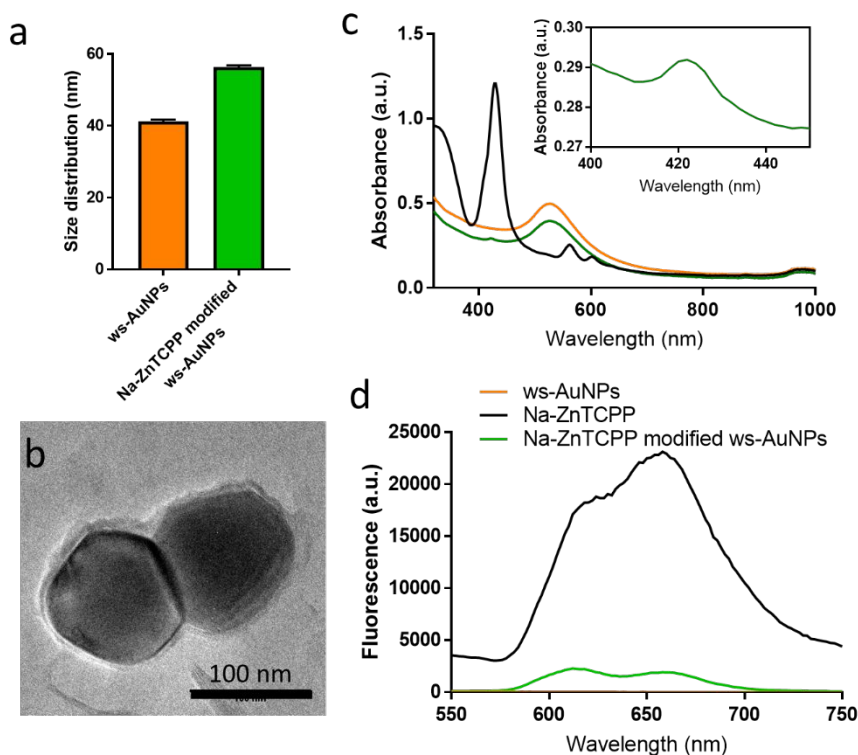 a
Size distribution (nm)
60
40
20
0
ws-AuNPs
Na-ZnTCPP modified
ws-AuNPs
b
100 nm
c
Absorbance (a.u.)
1.5
1.0
0.5
0.0
400
600
800
1000
Wavelength (nm)
Absorbance (a.u.)
0.30
0.29
0.28
0.27
400
420
440
Wavelength (nm)
ws-AuNPs
Na-ZnTCPP
Na-ZnTCPP modified ws-AuNPs
d
Fluorescence (a.u.)
25000
20000
15000
10000
5000
0
550
600
650
700
750
Wavelength (nm)